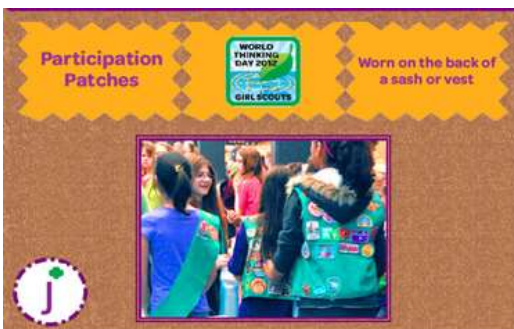 Participation
Patches
WORLD
THINKING
DAY 2012
GIRL SCOUTS
Worn on the back of
a sash or vest
J